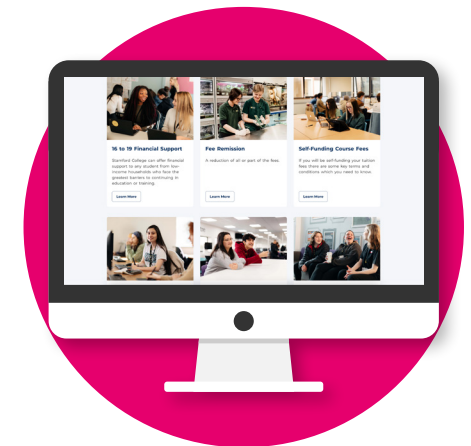 16 to 19 Financial Support
Stamford College can offer financial
support to any student from low-
income households who face the
greatest barriers to continuing in
education or training.
Learn More
Fee Remission
A reduction of all or part of the fees.
Learn More
Self-Funding Course Fees
If you will be self-funding your tuition
fees there are some key terms and
conditions which you need to know.
Learn More